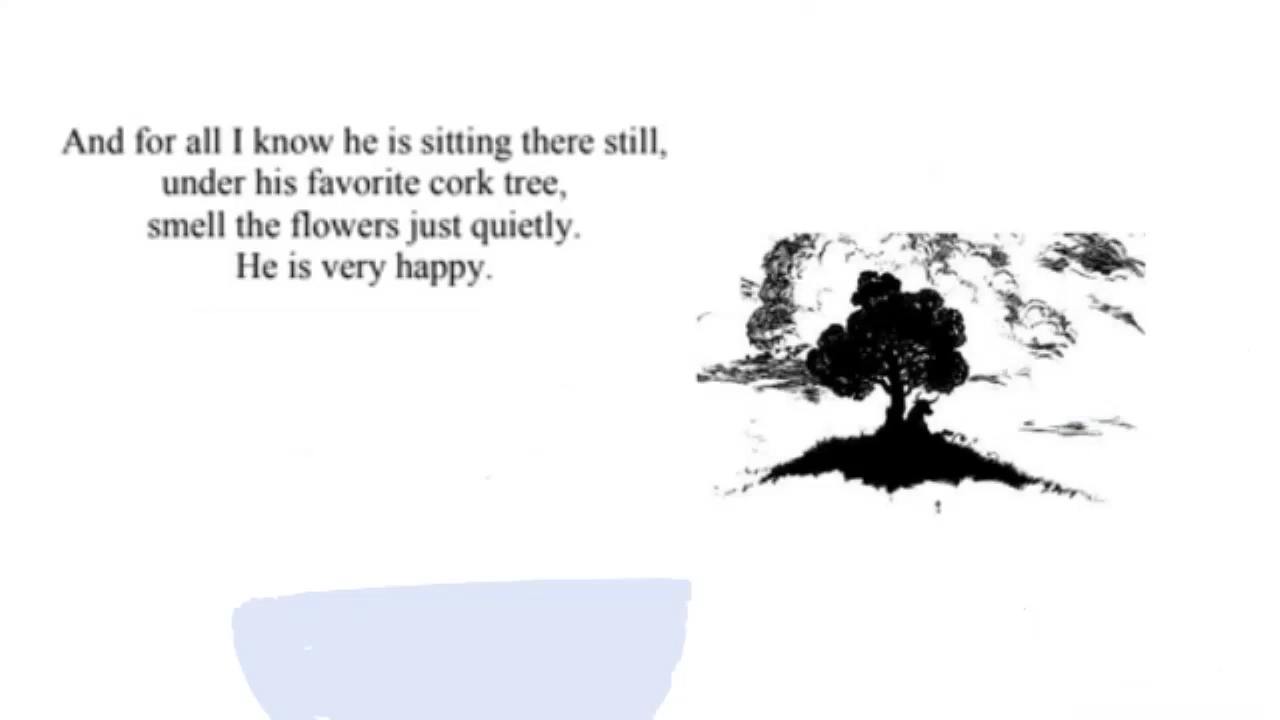 And for all I know he is sitting there still,
under his favorite cork tree,
smell the flowers just quietly.
He is very happy.